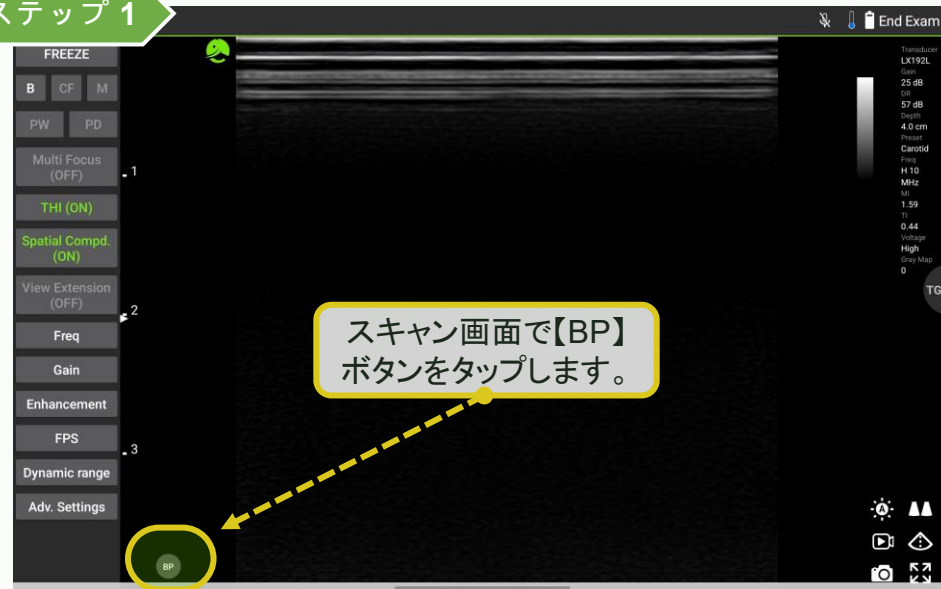 ステップ 1
End Exam
FREEZE
B CF M
PW PD
Multi Focus
(OFF)
THI (ON)
Spatial Compd.
(ON)
View Extension
(OFF)
Freq
Gain
Enhancement
FPS
Dynamic range
Adv. Settings
1
2
3
スキャン画面で【BP】
ボタンをタップします。
BP
Transducer
LX192L
Gain
25 dB
DR
57 dB
Depth
4.0 cm
Preset
Carotid
Freq
H 10
MHz
MI
1.59
TI
0.44
Voltage
High
Gray Map
0
TG
A